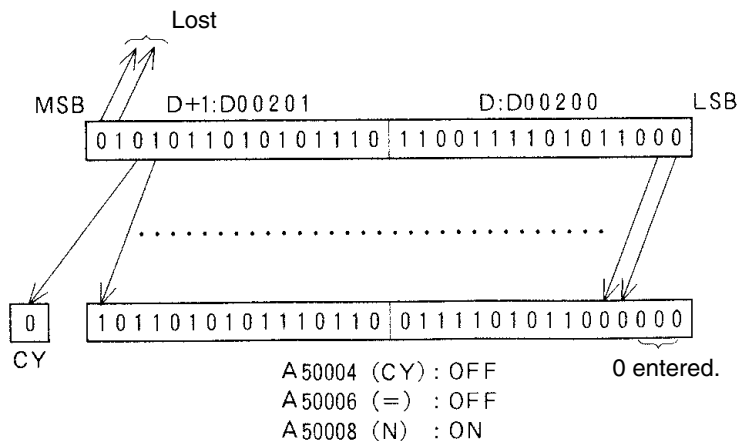 Lost
MSB D+1:D00201 D:D00200 LSB
0101011010101110 1100111101011000
0 1011010101110110 0111101011000000
CY
A50004 (CY) : OFF
0 entered.
A50006 (=) : OFF
A50008 (N) : ON